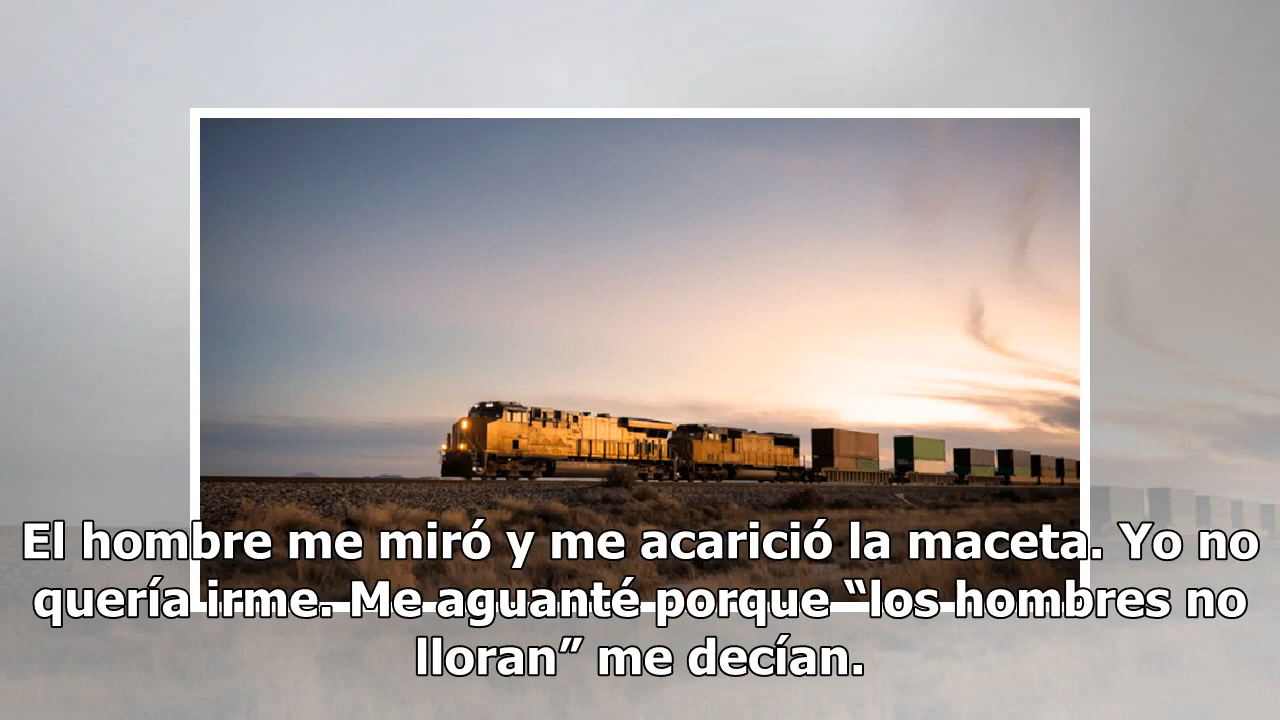 El hombre me miró y me acarició la maceta. Yo no
quería irme. Me aguanté porque “los hombres no
lloran” me decían.